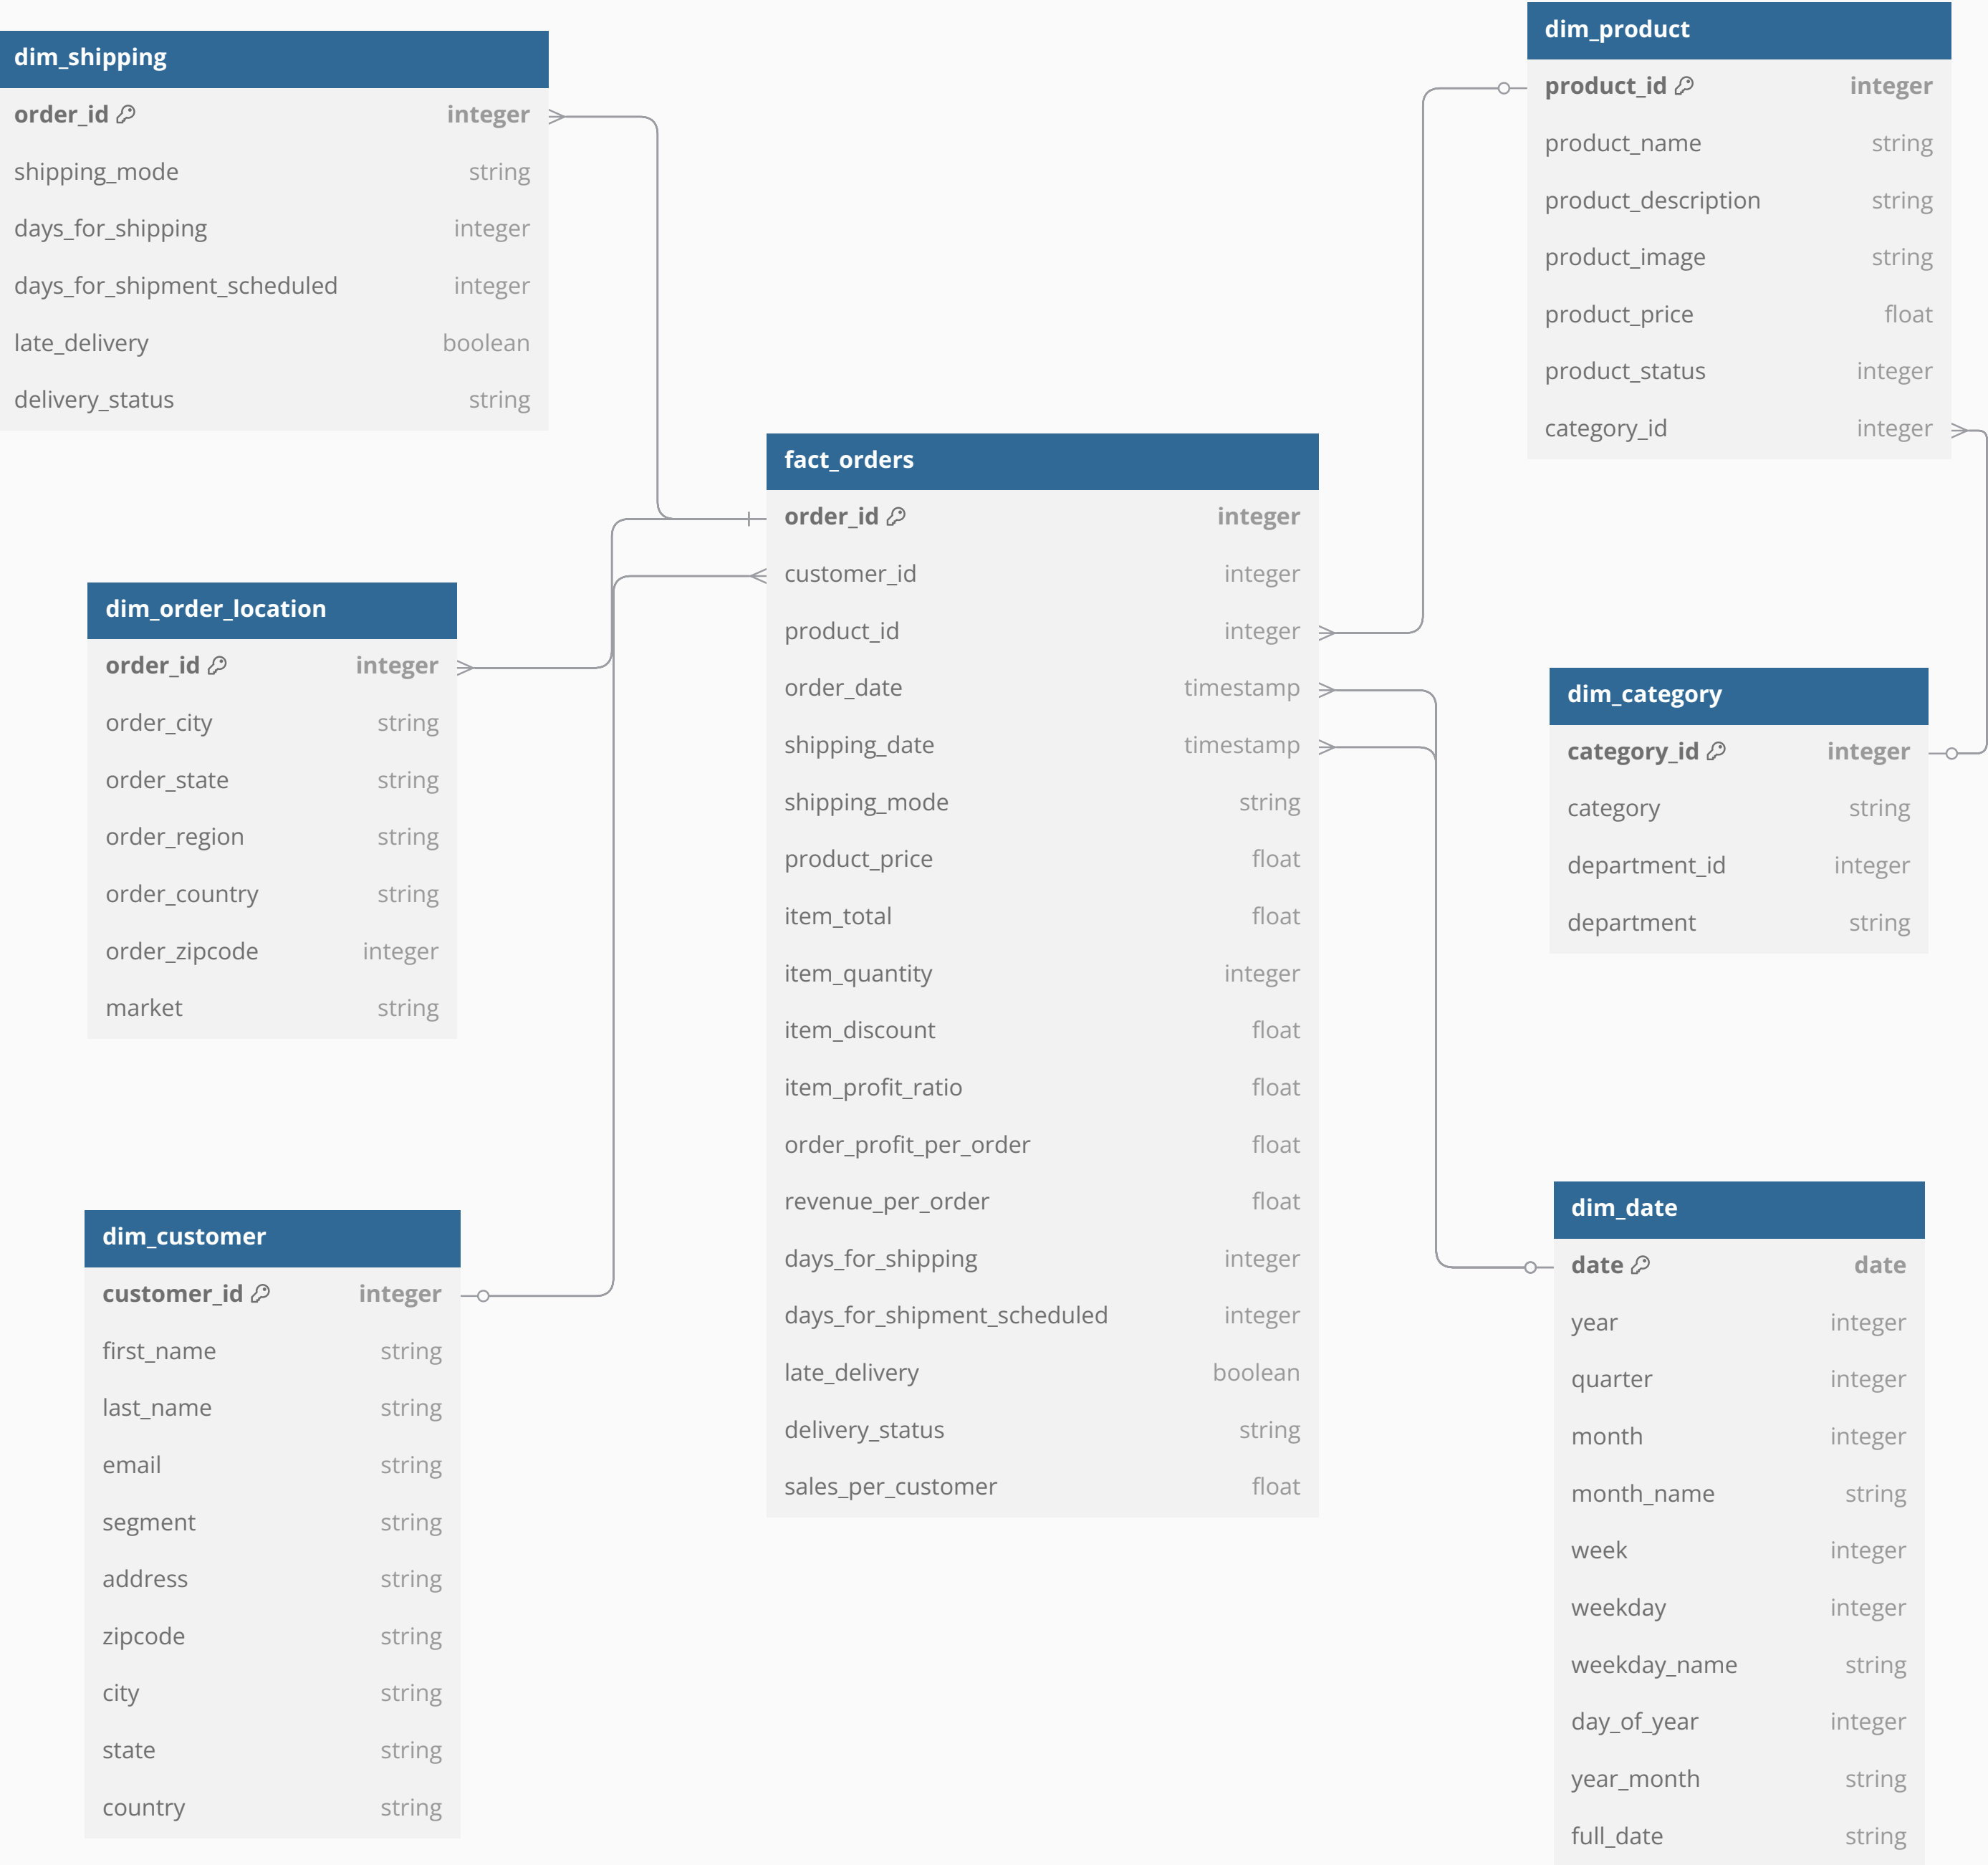 dim_shipping
order_id integer
shipping_mode string
days_for_shipping integer
days_for_shipment_scheduled integer
late_delivery boolean
delivery_status string
dim_order_location
order_id integer
order_city string
order_state string
order_region string
order_country string
order_zipcode integer
market string
dim_customer
customer_id integer
first_name string
last_name string
email string
segment string
address string
zipcode string
city string
state string
country string
fact_orders
order_id integer
customer_id integer
product_id integer
order_date timestamp
shipping_date timestamp
shipping_mode string
product_price float
item_total float
item_quantity integer
item_discount float
item_profit_ratio float
order_profit_per_order float
revenue_per_order float
days_for_shipping integer
days_for_shipment_scheduled integer
late_delivery boolean
delivery_status string
sales_per_customer float
dim_product
product_id integer
product_name string
product_description string
product_image string
product_price float
product_status integer
category_id integer
dim_category
category_id integer
category string
department_id integer
department string
dim_date
date date
year integer
quarter integer
month integer
month_name string
week integer
weekday integer
weekday_name string
day_of_year integer
year_month string
full_date string